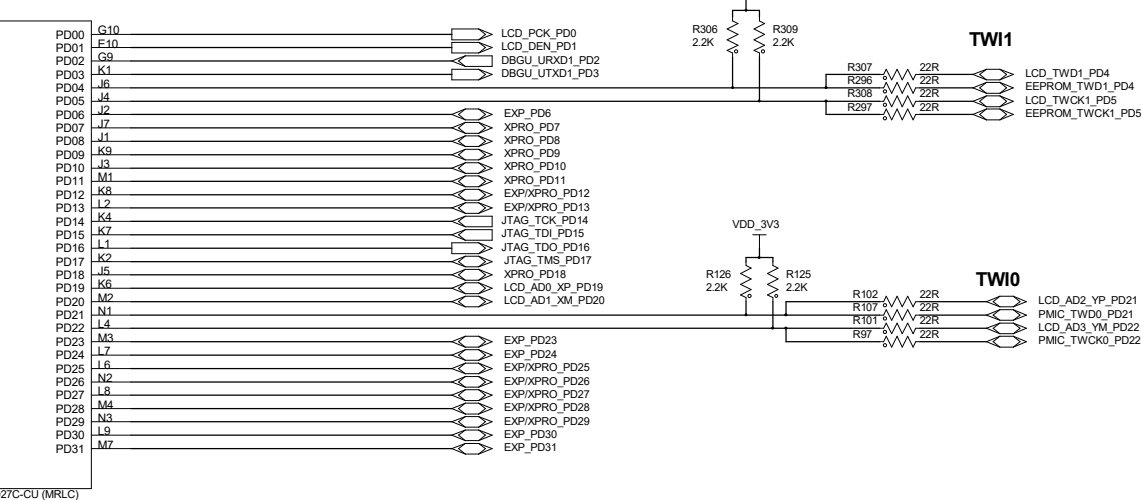 R306 2.2K
R309 2.2K
TWI1
PD00 G10 LCD_PCK_PD0
PD01 E10 LCD_DEN_PD1
PD02 G9 DBGU_URXD1_PD2
PD03 K1 DBGU_UTXD1_PD3
PD04 J6
PD05 J4
R307 22R LCD_TWD1_PD4
R296 22R EEPROM_TWD1_PD4
R308 22R LCD_TWCK1_PD5
R297 22R EEPROM_TWCK1_PD5
PD06 J2 EXP_PD6
PD07 J7 XPRO_PD7
PD08 J1 XPRO_PD8
PD09 K9 XPRO_PD9
PD10 J3 XPRO_PD10
PD11 M1 XPRO_PD11
PD12 K8 EXP/XPRO_PD12
PD13 L2 EXP/XPRO_PD13
PD14 K4 JTAG_TCK_PD14
PD15 K7 JTAG_TDI_PD15
PD16 L1 JTAG_TDO_PD16
PD17 K2 JTAG_TMS_PD17
PD18 J5 XPRO_PD18
PD19 K6 LCD_AD0_XP_PD19
PD20 M2 LCD_AD1_XM_PD20
PD21 N1
PD22 L4
VDD_3V3
R126 2.2K
R125 2.2K
TWI0
R102 22R LCD_AD2_YP_PD21
R107 22R PMIC_TWD0_PD21
R101 22R LCD_AD3_YM_PD22
R97 22R PMIC_TWCK0_PD22
PD23 M3 EXP_PD23
PD24 L7 EXP_PD24
PD25 L6 EXP/XPRO_PD25
PD26 N2 EXP/XPRO_PD26
PD27 L8 EXP/XPRO_PD27
PD28 M4 EXP/XPRO_PD28
PD29 N3 EXP/XPRO_PD29
PD30 L9 EXP_PD30
PD31 M7 EXP_PD31
27C-CU (MRLC)